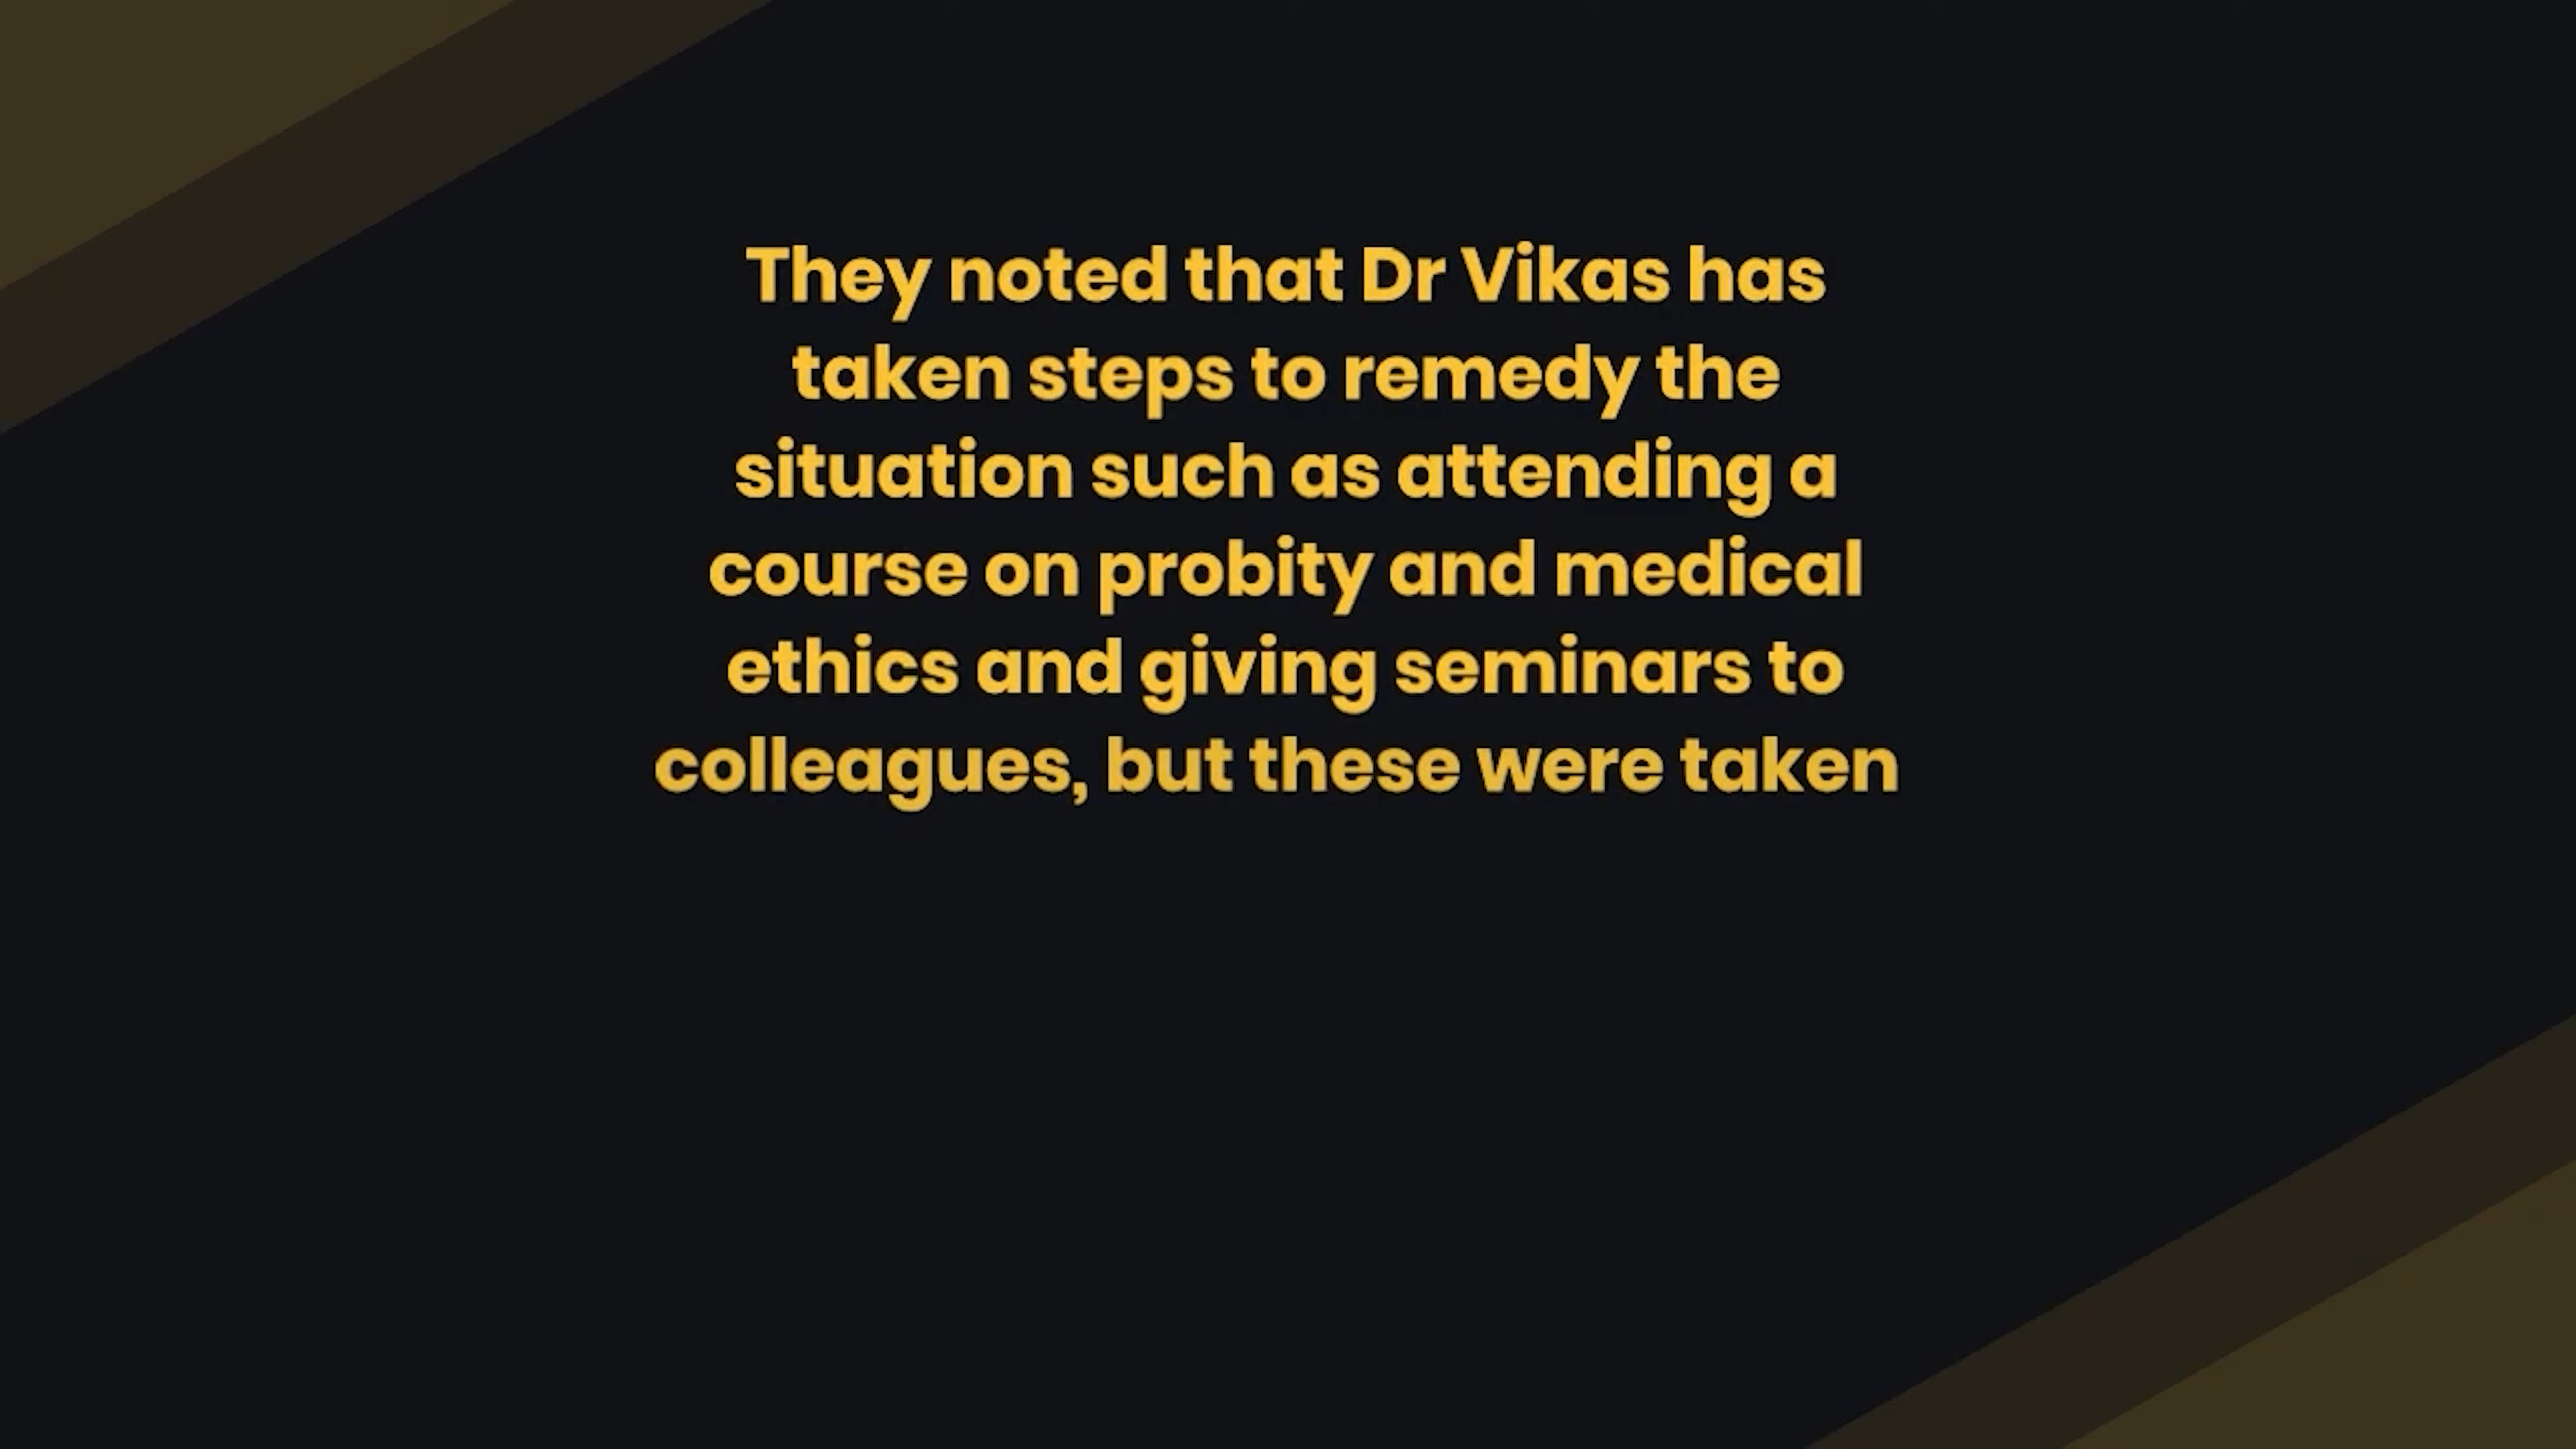 They noted that Dr Vikas has
taken steps to remedy the
situation such as attending a
course on probity and medical
ethics and giving seminars to
colleagues, but these were taken